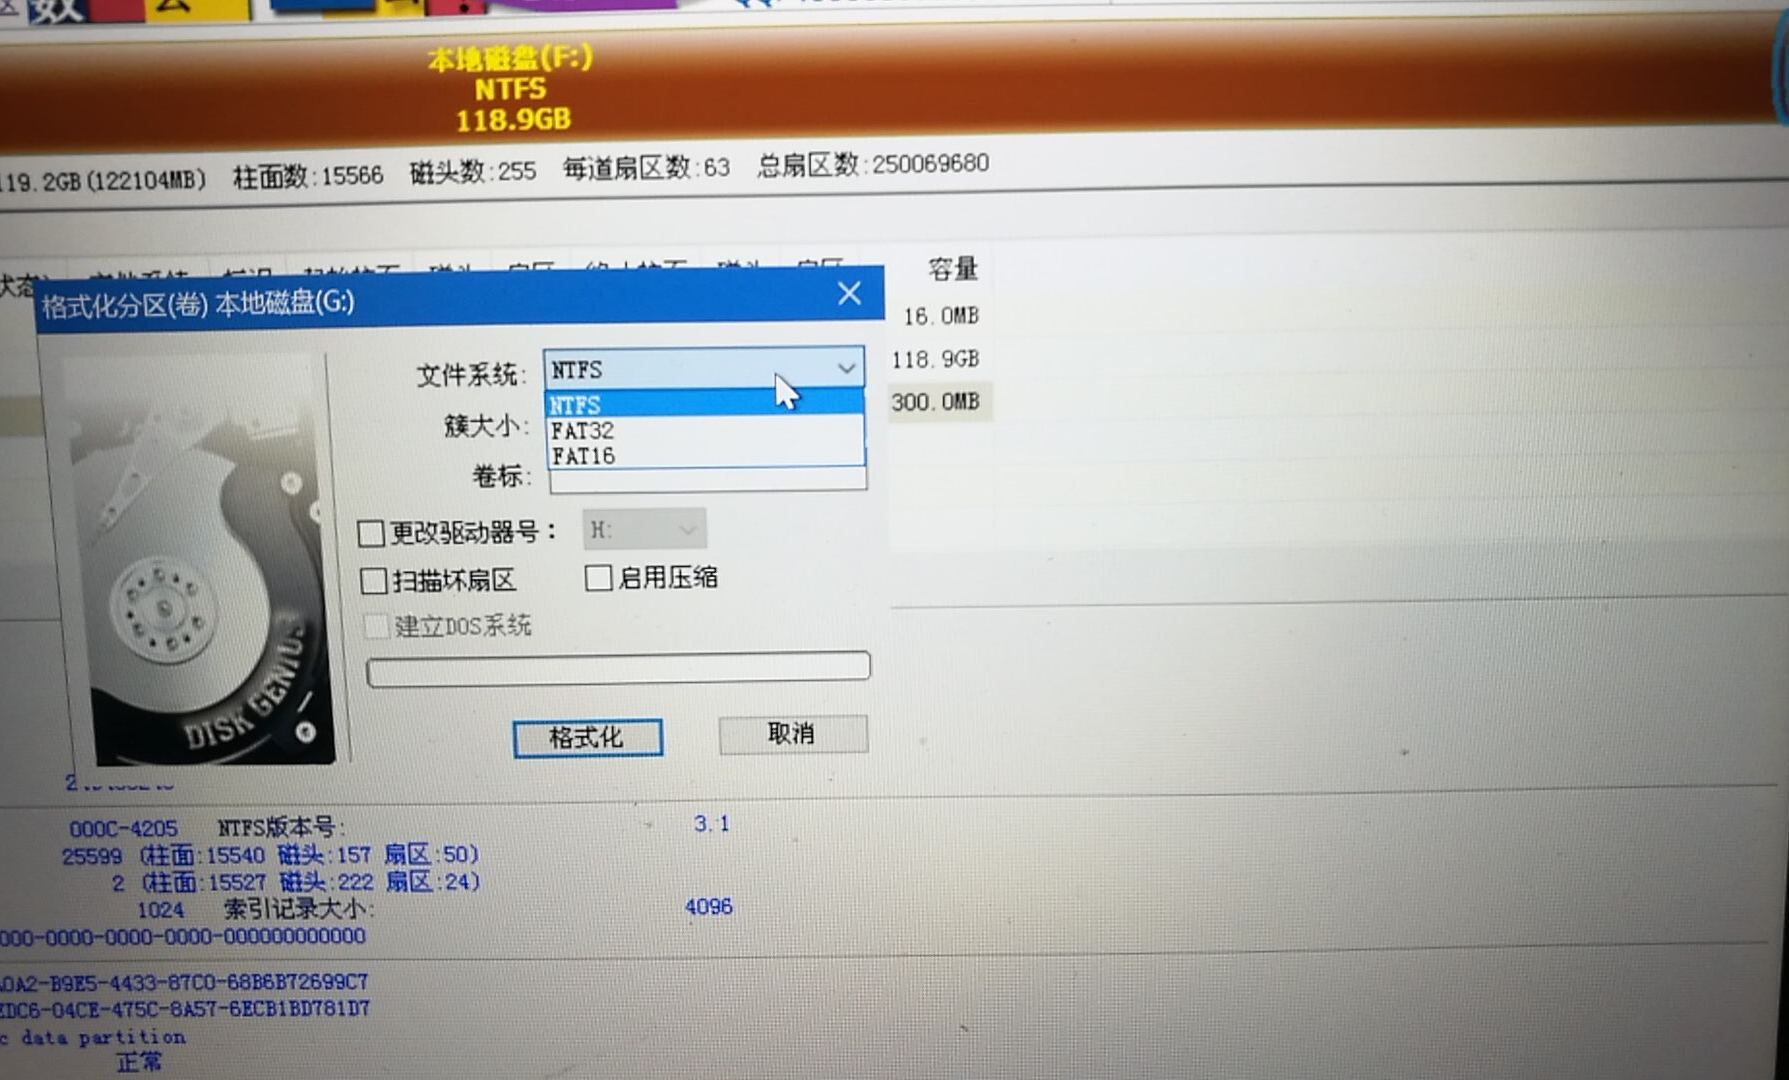 数
本地磁盘(F:)
NTFS
118.9GB
19.2GB(122104MB) 柱面数:15566 磁头数:255 每道扇区数:63 总扇区数:250069680
容量
16.0MB
118.9GB
300.0MB
格式化分区(卷) 本地磁盘(G:)
文件系统: NTFS
NTFS
FAT32
FAT16
簇大小:
卷标:
更改驱动器号: H:
扫描坏扇区 启用压缩
建立DOS系统
DISK GENIUS
格式化 取消
000C-4205 NTFS版本号: 3.1
25599 (柱面:15540 磁头:157 扇区:50)
2 (柱面:15527 磁头:222 扇区:24)
1024 索引记录大小: 4096
000-0000-0000-0000-000000000000
0A2-B9E5-4433-87C0-68B6B72699C7
EDC6-04CE-475C-8A57-6ECB1BD781D7
c data partition
正常